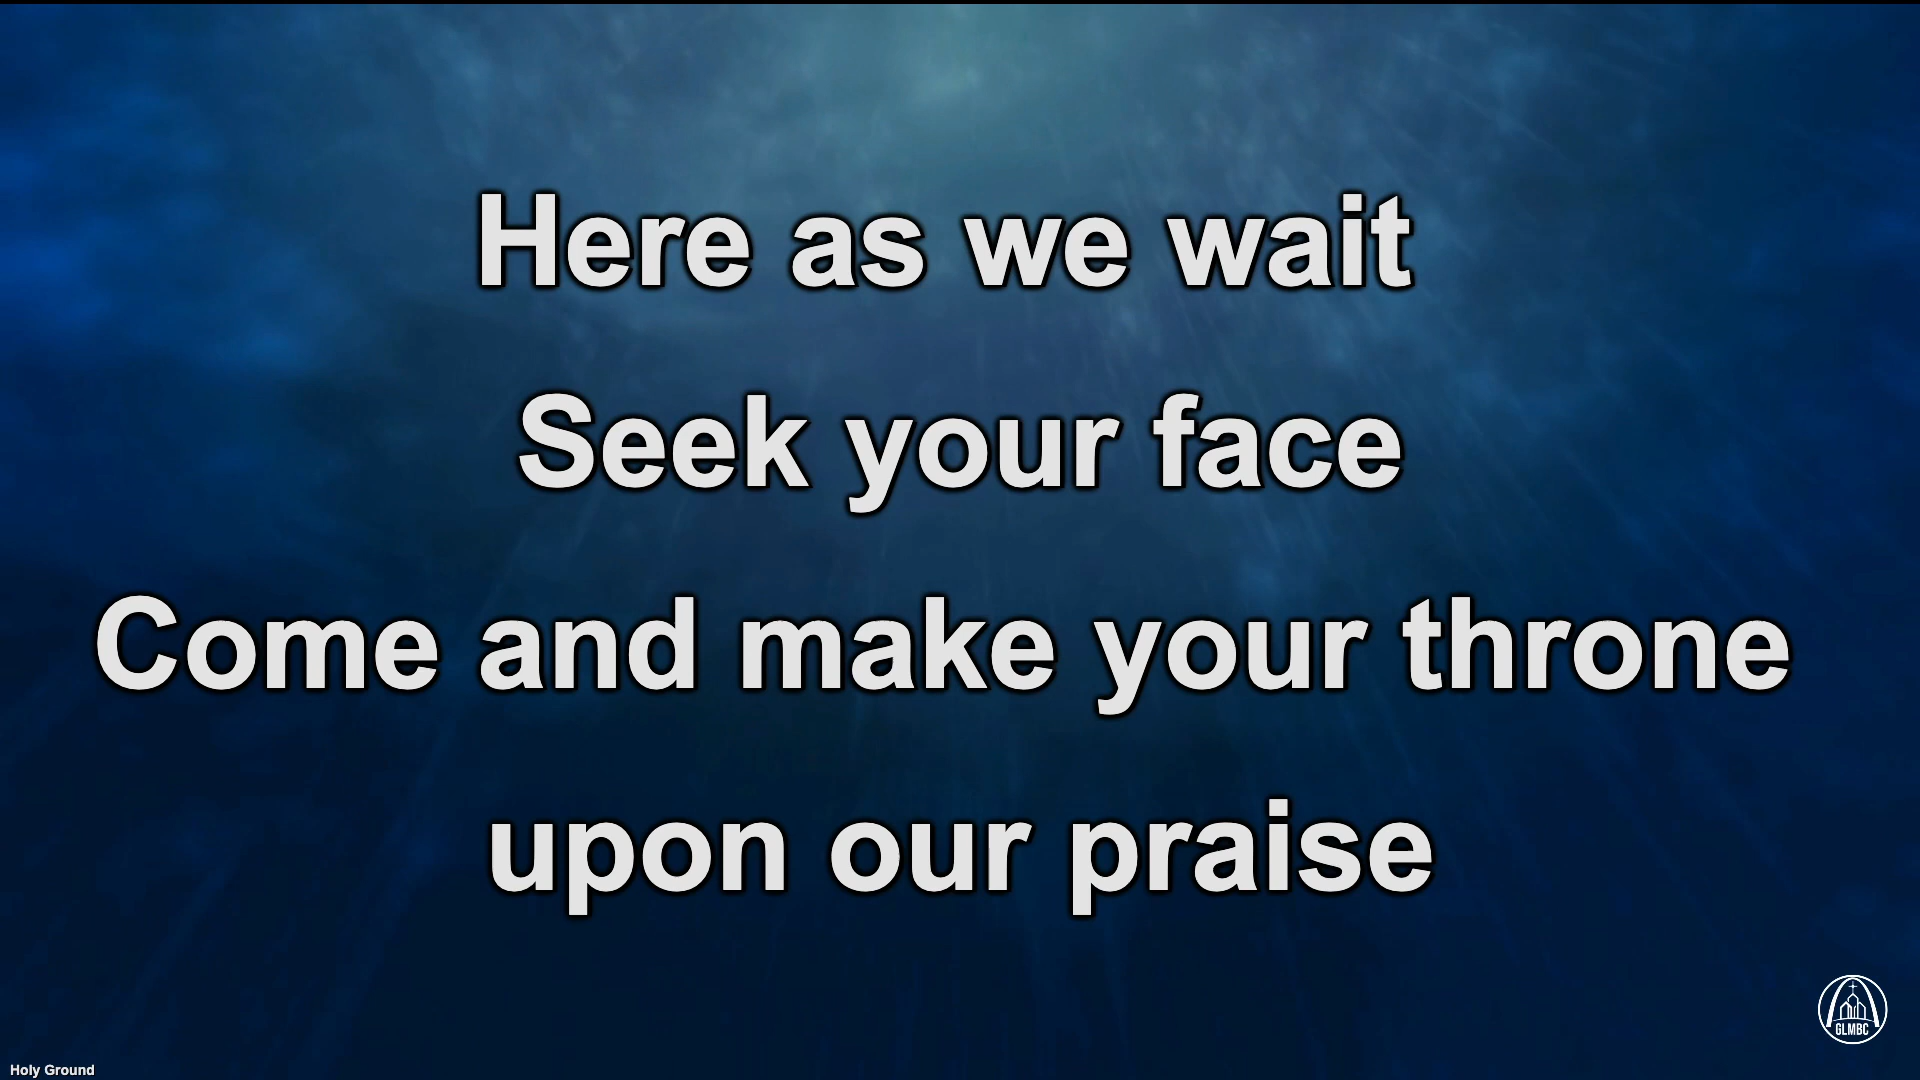 Here as we wait
Seek your face
Come and make your throne
upon our praise
GLMBC
Holy Ground